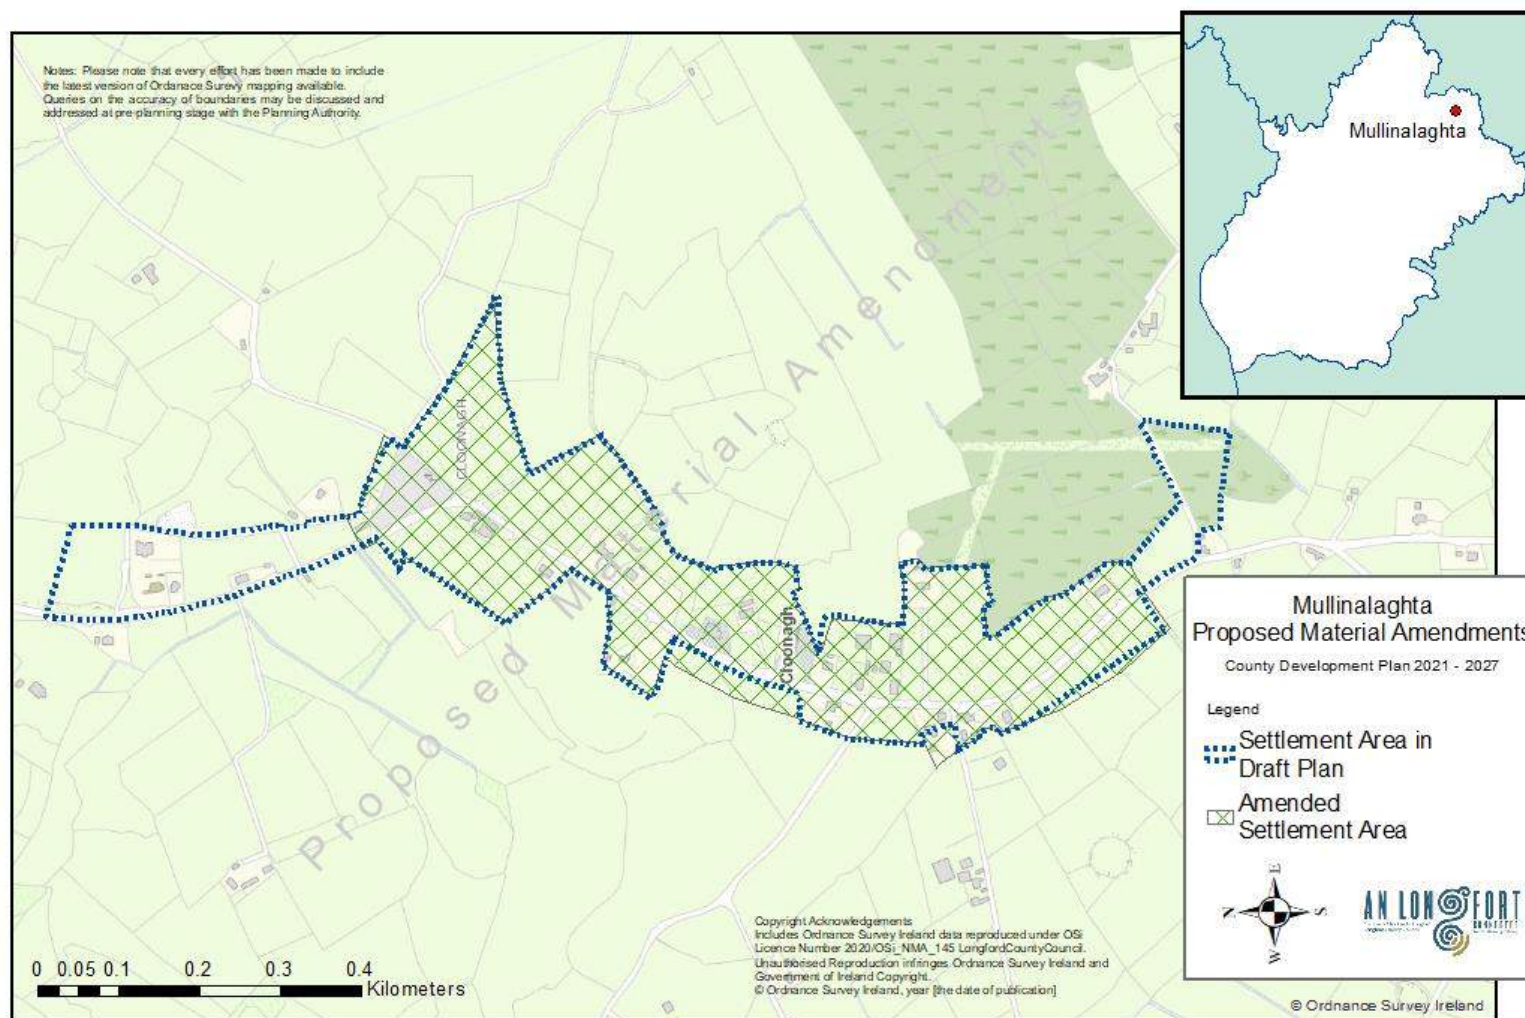 Notes: Please note that every effort has been made to include
the latest version of Ordanace Surevy mapping available.
Queries on the accuracy of boundaries may be discussed and
addressed at pre-planning stage with the Planning Authority.
Mullinalaghta
Proposed Material Amendments
CLOONAGH
Cloonagh
Mullinalaghta
Proposed Material Amendments
County Development Plan 2021 - 2027
Legend
Settlement Area in
Draft Plan
Amended
Settlement Area
E
N
S
W
AN LONGFORT
Copyright Acknowledgements
Includes Ordnance Survey Ireland data reproduced under OSi
Licence Number 2020/OSi_NMA_145 LongfordCountyCouncil.
Unauthorised Reproduction infringes Ordnance Survey Ireland and
Government of Ireland Copyright.
© Ordnance Survey Ireland, year [the date of publication]
0 0.05 0.1 0.2 0.3 0.4
Kilometers
© Ordnance Survey Ireland